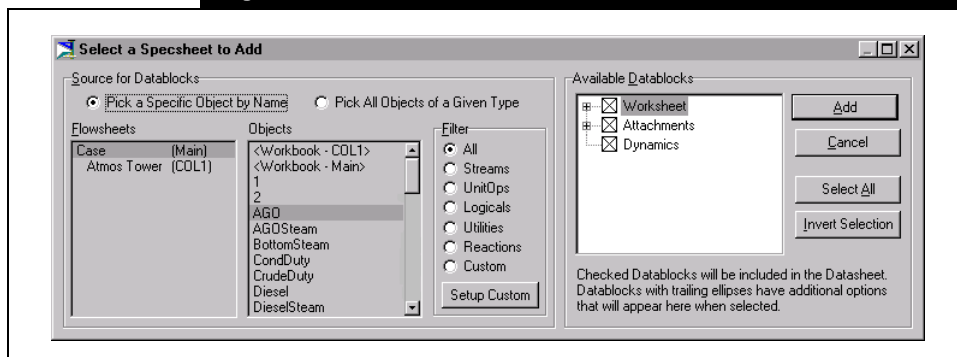 Select a Specsheet to Add
Source for Datablocks
Pick a Specific Object by Name
Pick All Objects of a Given Type
Flowsheets
Case (Main)
Atmos Tower (COL1)
Objects
<Workbook - COL1>
<Workbook - Main>
1
2
AGO
AGOSteam
BottomSteam
CondDuty
CrudeDuty
Diesel
DieselSteam
Filter
All
Streams
UnitOps
Logicals
Utilities
Reactions
Custom
Setup Custom
Available Datablocks
Worksheet
Attachments
Dynamics
Add
Cancel
Select All
Invert Selection
Checked Datablocks will be included in the Datasheet.
Datablocks with trailing ellipses have additional options
that will appear here when selected.